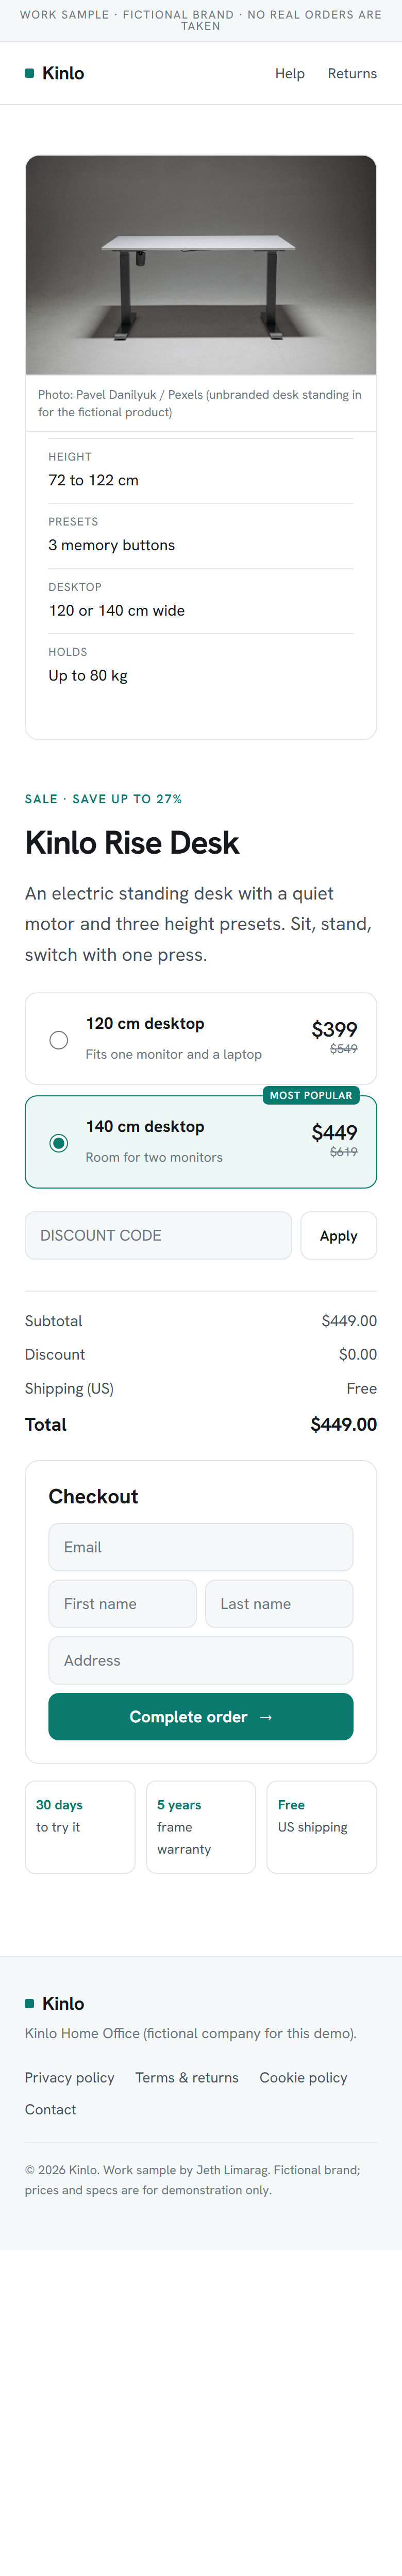 WORK SAMPLE · FICTIONAL BRAND · NO REAL ORDERS ARE
TAKEN
Kinlo
Help
Returns
Photo: Pavel Danilyuk / Pexels (unbranded desk standing in
for the fictional product)
HEIGHT
72 to 122 cm
PRESETS
3 memory buttons
DESKTOP
120 or 140 cm wide
HOLDS
Up to 80 kg
SALE · SAVE UP TO 27%
Kinlo Rise Desk
An electric standing desk with a quiet
motor and three height presets. Sit, stand,
switch with one press.
120 cm desktop
Fits one monitor and a laptop
$399
$549
MOST POPULAR
140 cm desktop
Room for two monitors
$449
$619
DISCOUNT CODE
Apply
Subtotal $449.00
Discount $0.00
Shipping (US) Free
Total $449.00
Checkout
Email
First name
Last name
Address
Complete order →
30 days
to try it
5 years
frame
warranty
Free
US shipping
Kinlo
Kinlo Home Office (fictional company for this demo).
Privacy policy Terms & returns Cookie policy
Contact
© 2026 Kinlo. Work sample by Jeth Limarag. Fictional brand;
prices and specs are for demonstration only.